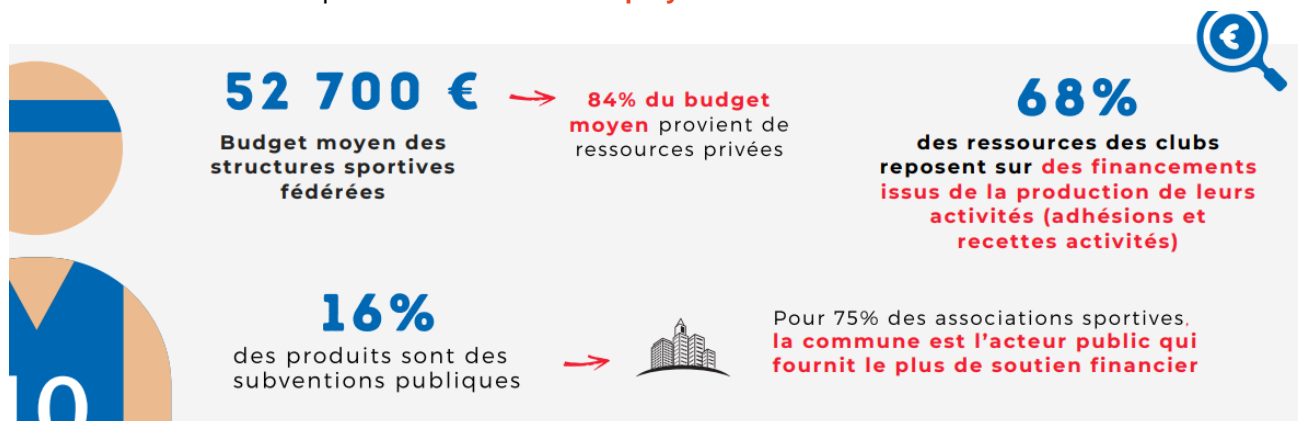 52 700 €
Budget moyen des
structures sportives
fédérées
84% du budget
moyen provient de
ressources privées
€
68%
des ressources des clubs
reposent sur des financements
issus de la production de leurs
activités (adhésions et
recettes activités)
16%
des produits sont des
subventions publiques
Pour 75% des associations sportives,
la commune est l'acteur public qui
fournit le plus de soutien financier
10